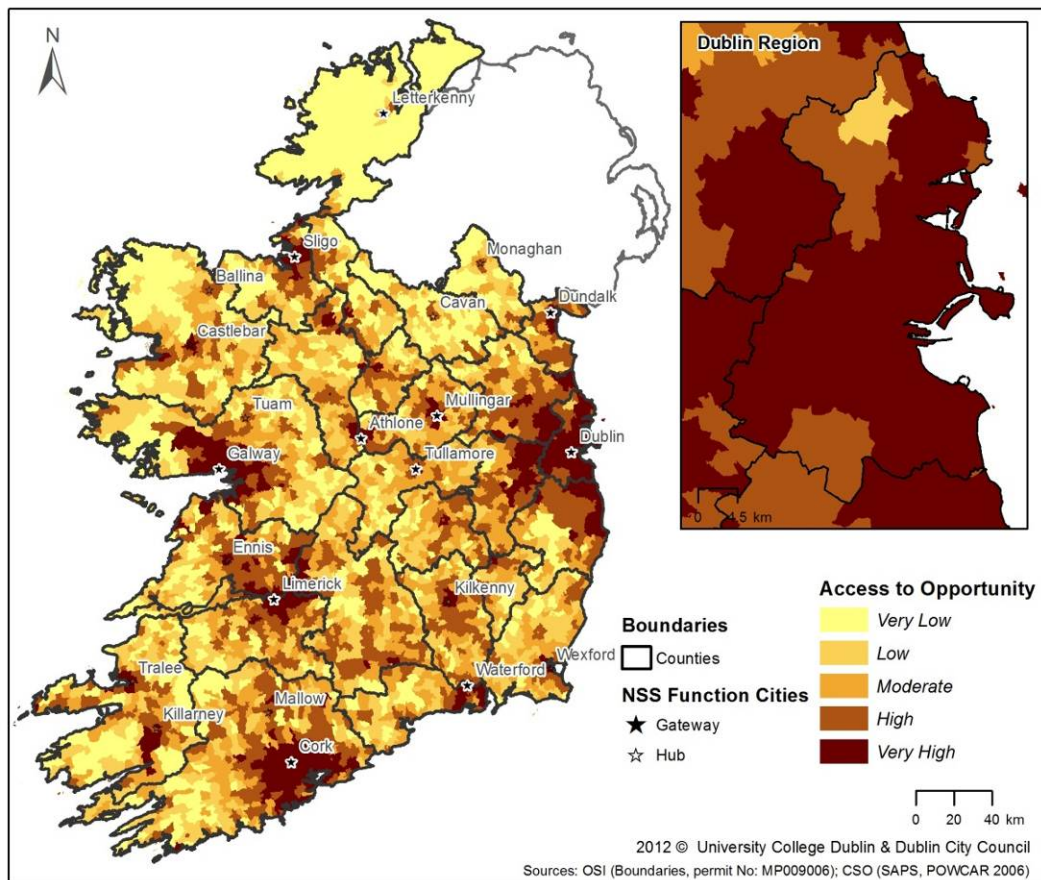 N
Letterkenny
Sligo
Ballina
Monaghan
Cavan
Dundalk
Castlebar
Tuam
Mullingar
Athlone
Dublin
Galway
Tullamore
Ennis
Limerick
Kilkenny
Wexford
Waterford
Tralee
Mallow
Killarney
Cork
Dublin Region
0 4.5 km
Boundaries
Counties
NSS Function Cities
Gateway
Hub
Access to Opportunity
Very Low
Low
Moderate
High
Very High
0 20 40 km
2012 © University College Dublin & Dublin City Council
Sources: OSI (Boundaries, permit No: MP009006); CSO (SAPS, POWCAR 2006)